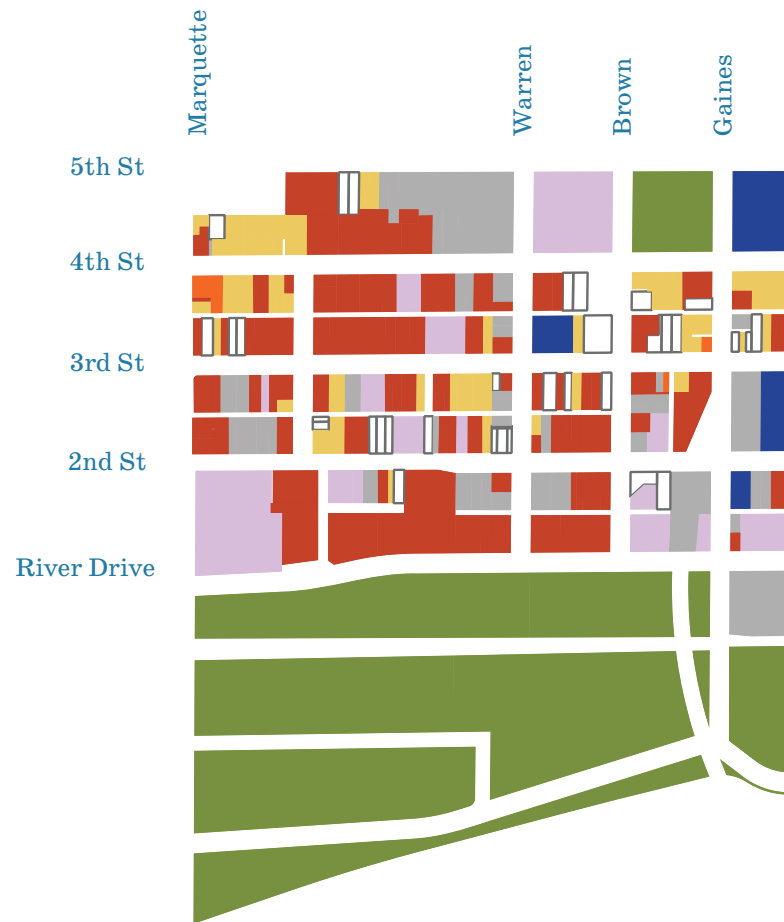 Marquette
Warren
Brown
Gaines
5th St
4th St
3rd St
2nd St
River Drive